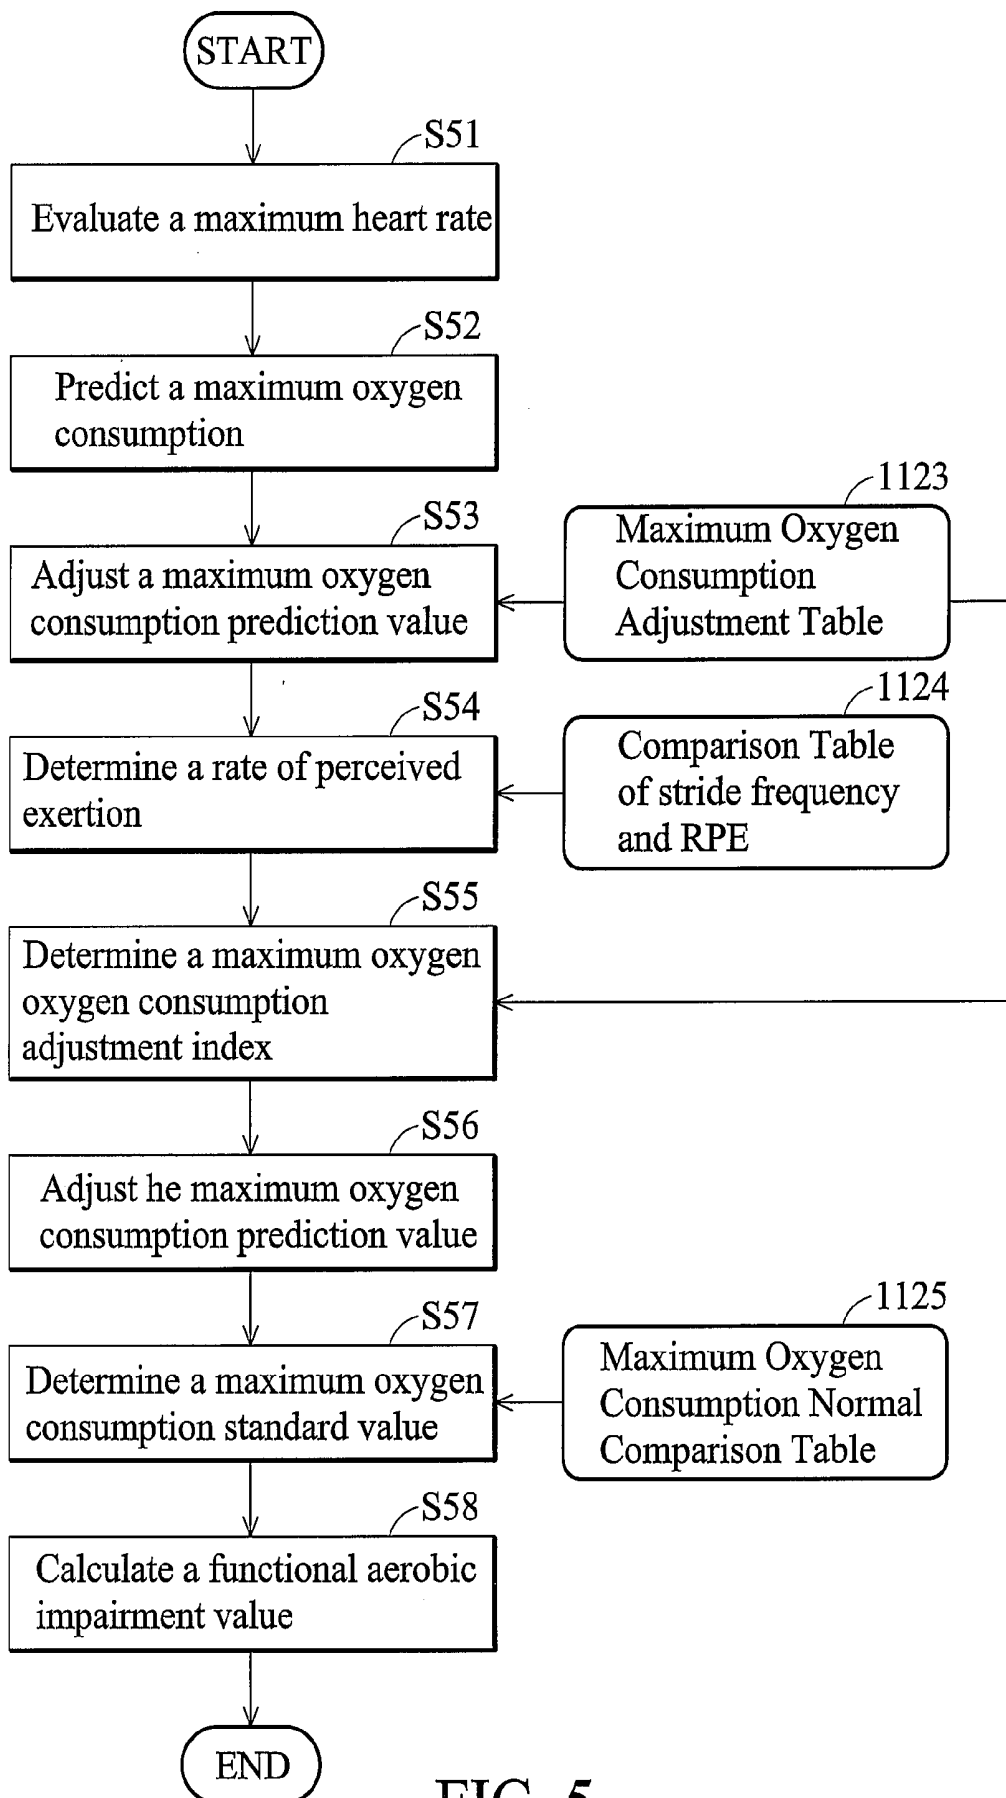 START
S51
Evaluate a maximum heart rate
S52
Predict a maximum oxygen
consumption
S53
Adjust a maximum oxygen
consumption prediction value
1123
Maximum Oxygen
Consumption
Adjustment Table
S54
Determine a rate of perceived
exertion
1124
Comparison Table
of stride frequency
and RPE
S55
Determine a maximum oxygen
oxygen consumption
adjustment index
S56
Adjust he maximum oxygen
consumption prediction value
S57
Determine a maximum oxygen
consumption standard value
1125
Maximum Oxygen
Consumption Normal
Comparison Table
S58
Calculate a functional aerobic
impairment value
END
FIG. 5